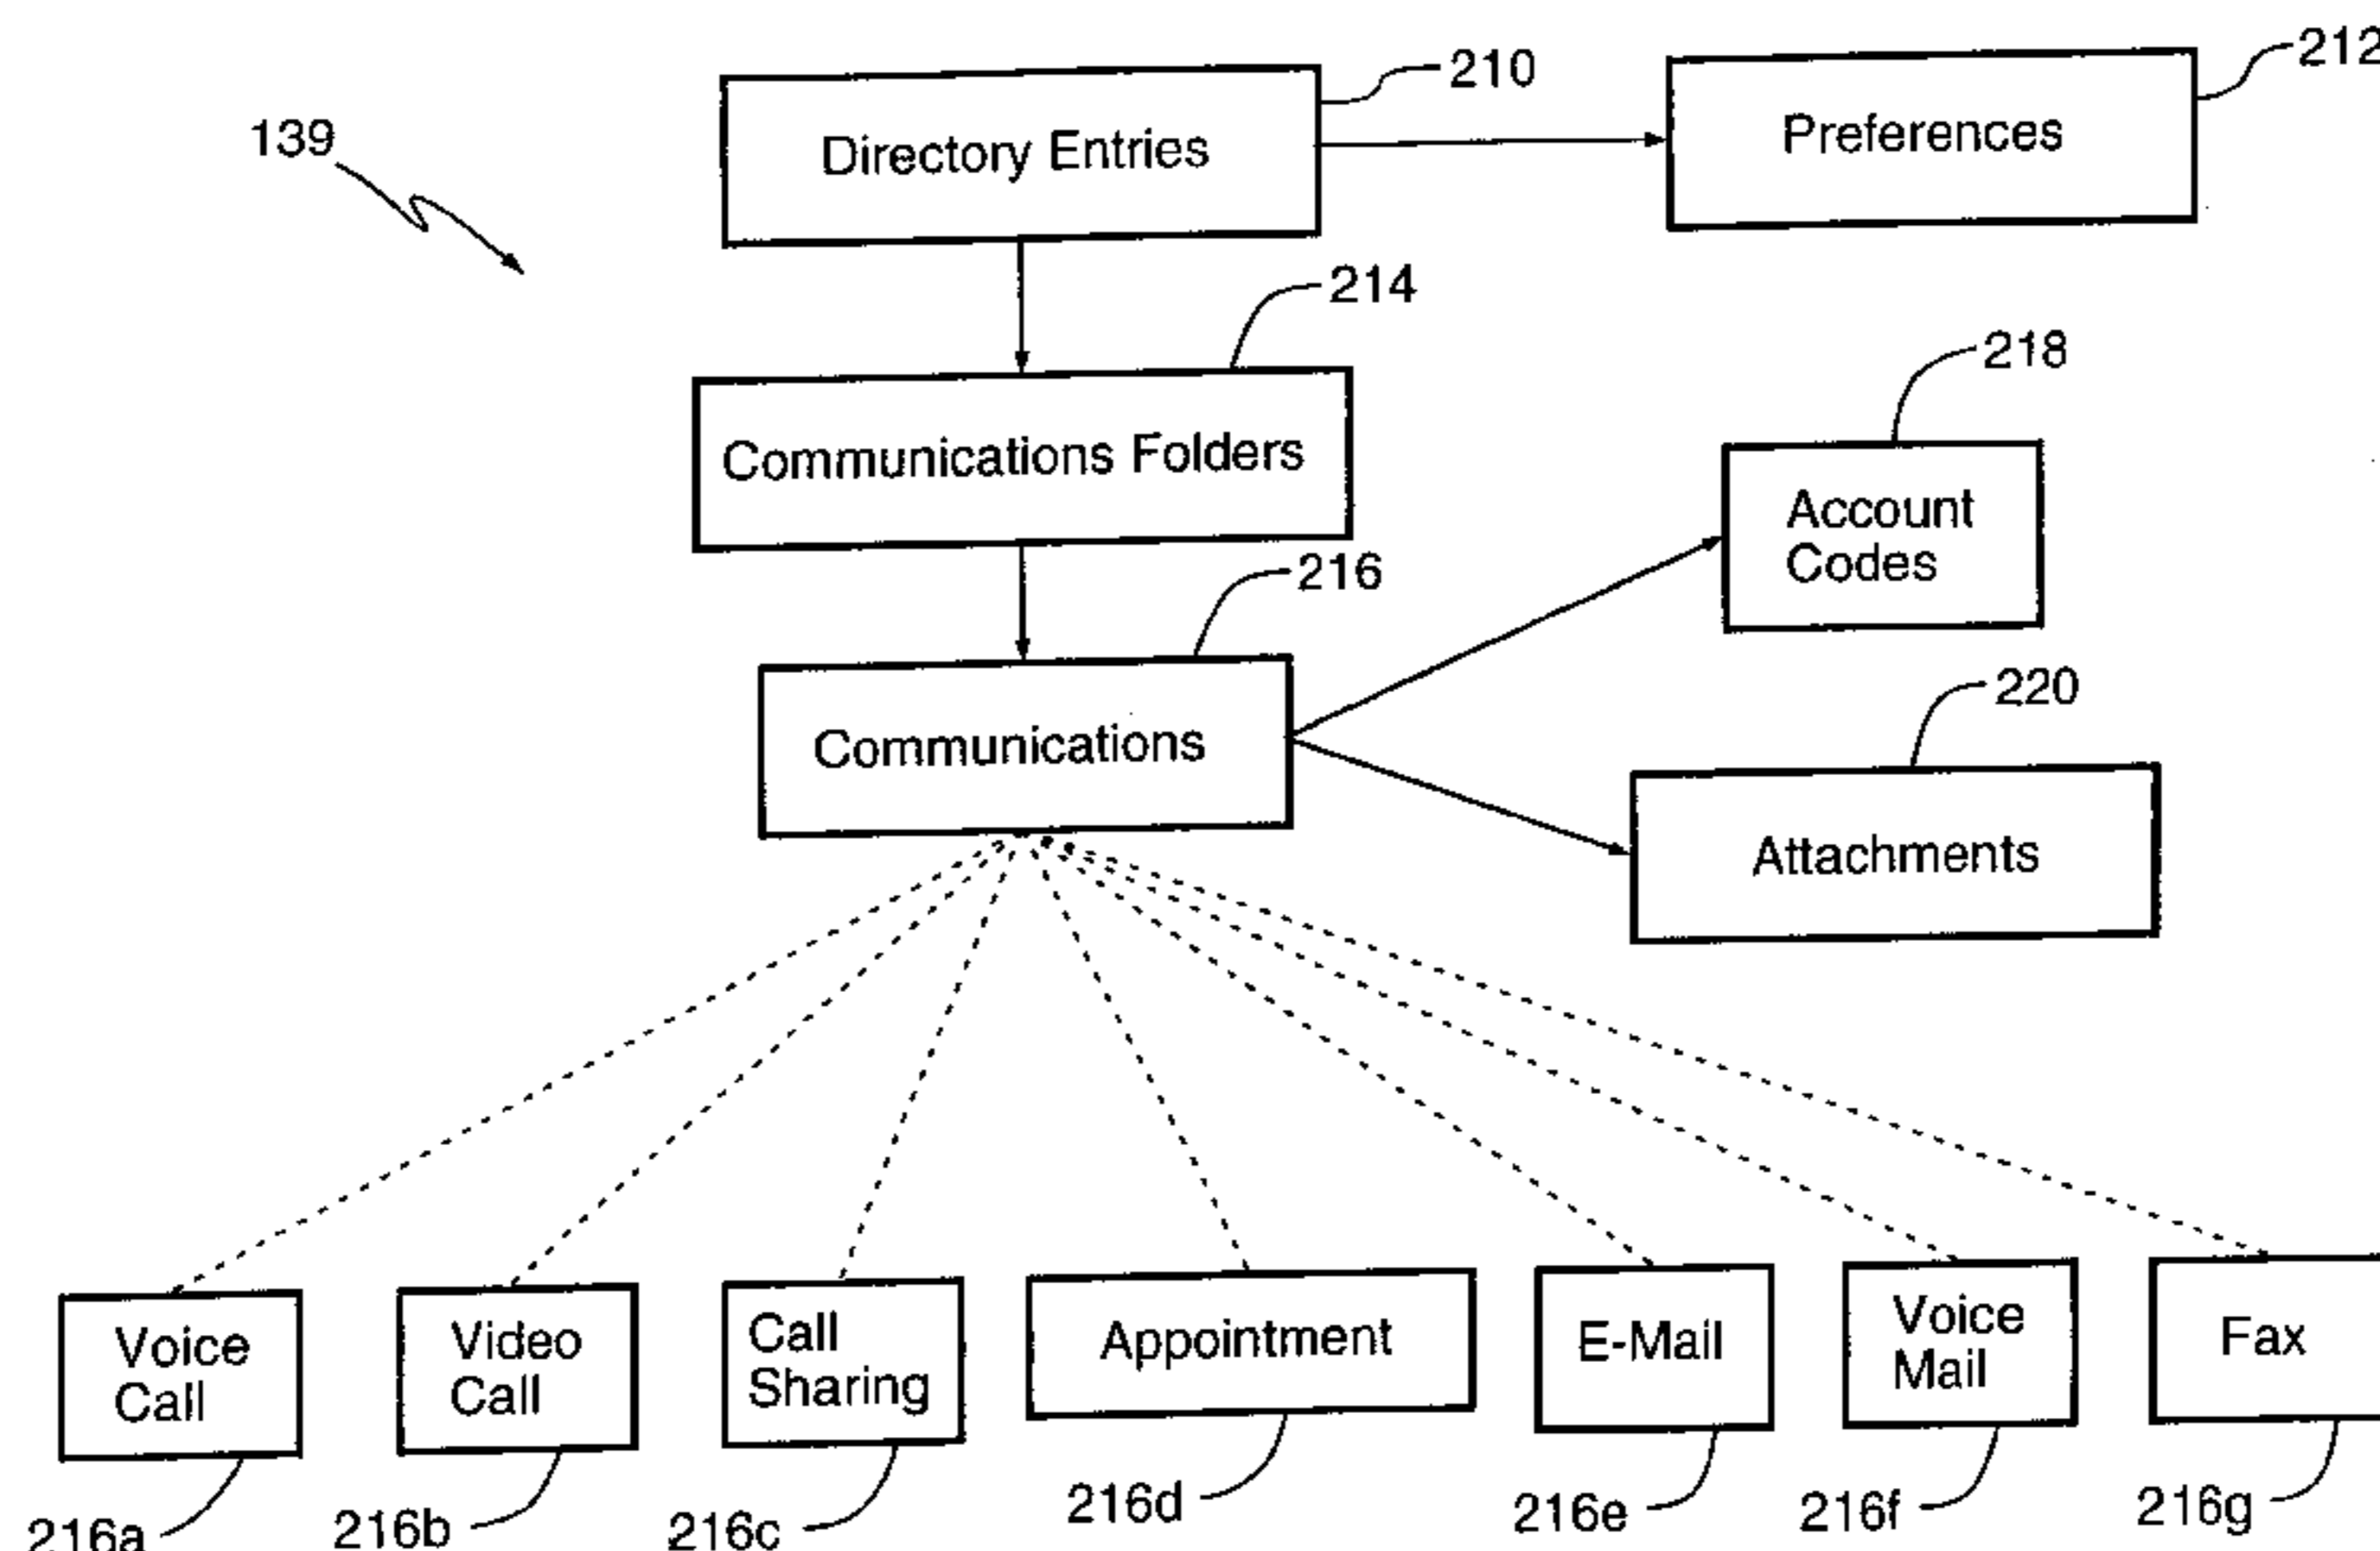 210
212
139
Directory Entries
Preferences
214
218
Communications Folders
Account
Codes
216
220
Communications
Attachments
Voice
Call
Video
Call
Call
Sharing
Appointment
E-Mail
Voice
Mail
Fax
216a
216b
216c
216d
216e
216f
216g